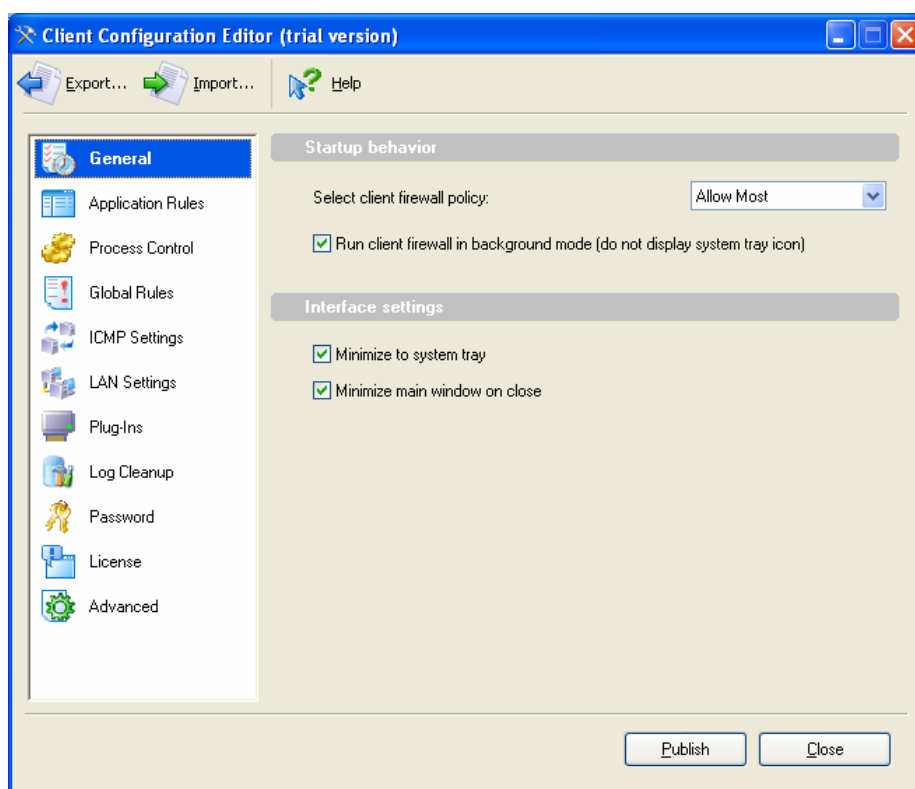 Client Configuration Editor (trial version)
Export... Import... Help
General
Application Rules
Process Control
Global Rules
ICMP Settings
LAN Settings
Plug-Ins
Log Cleanup
Password
License
Advanced
Startup behavior
Select client firewall policy: Allow Most
Run client firewall in background mode (do not display system tray icon)
Interface settings
Minimize to system tray
Minimize main window on close
Publish Close